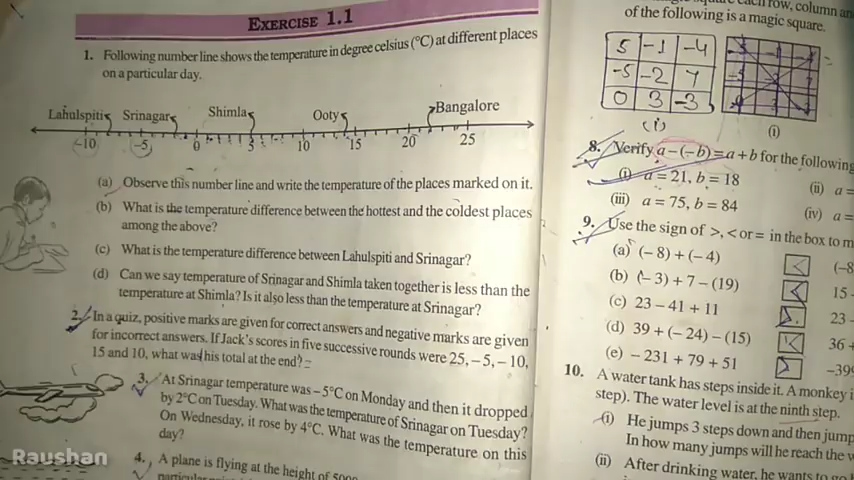 EXERCISE 1.1
1. Following number line shows the temperature in degree celsius (°C) at different places
on a particular day.
Lahulspiti Srinagar Shimla Ooty Bangalore
-10 -5 0 5 10 15 20 25
(a) Observe this number line and write the temperature of the places marked on it.
(b) What is the temperature difference between the hottest and the coldest places
among the above?
(c) What is the temperature difference between Lahulspiti and Srinagar?
(d) Can we say temperature of Srinagar and Shimla taken together is less than the
temperature at Shimla? Is it also less than the temperature at Srinagar?
2. In a quiz, positive marks are given for correct answers and negative marks are given
for incorrect answers. If Jack's scores in five successive rounds were 25, -5, -10,
15 and 10, what was his total at the end?
3. At Srinagar temperature was -5°C on Monday and then it dropped
by 2°C on Tuesday. What was the temperature of Srinagar on Tuesday?
On Wednesday, it rose by 4°C. What was the temperature on this
day?
4. A plane is flying at the height of
Raushan
row, column an
of the following is a magic square.
5 -1 -4
-5 -2
0 3 -3
(i)
(i)
8. Verify a-(-b) = a + b for the following
(i) a = 21, b = 18
(ii) a =
(iii) a = 75, b = 84
(iv) a =
9. Use the sign of >, < or = in the box to m
(a) (-8) + (-4) < (-8
(b) (-3) + 7 - (19) < 15
(c) 23 - 41 + 11 > 23 -
(d) 39 + (-24) - (15) < 36 +
(e) -231 + 79 + 51 > -399
10. A water tank has steps inside it. A monkey i
step). The water level is at the ninth step.
(i) He jumps 3 steps down and then jump
In how many jumps will he reach the w
(ii) After drinking water, he wants to go